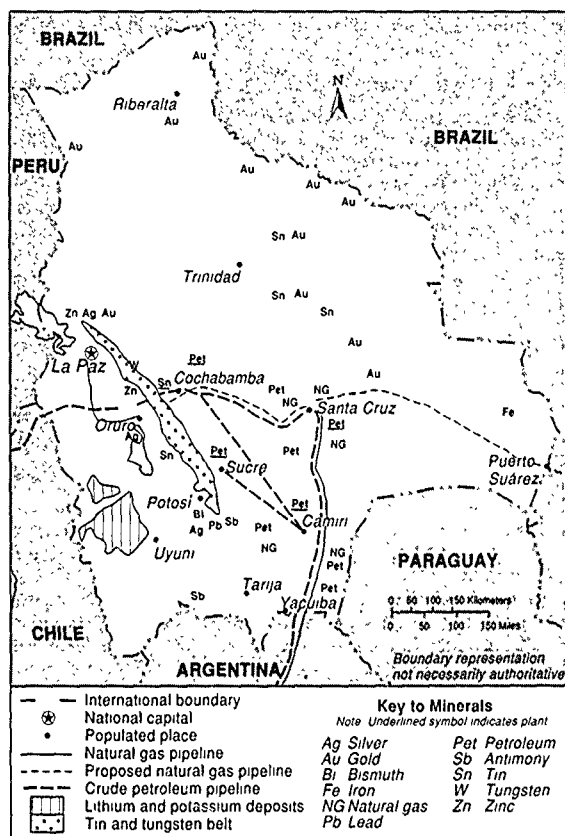 BRAZIL
Au
Riberalta
Au
N
BRAZIL
PERU
Au
Au
Au
Au
Au
Sn Au
Trinidad
Sn Au
Sn
Zn Ag Au
La Paz
W
Pet
Sn
Cochabamba
Zn
Au
Pet
NG
NG
Santa Cruz
Fe
Oruro
Ag
Pet
Pet
NG
Sn
Pet
Sucre
Puerto
Suárez
Potosí
Bi
Ag
Pb
Sb
Pet
Camiri
Pet
NG
Uyuni
NG
Pet
PARAGUAY
Tarija
Pet
Sb
Yacuiba
Pet
0 50 100 150 Kilometers
0 50 100 150 Miles
CHILE
ARGENTINA
Boundary representation
not necessarily authoritative
International boundary
National capital
Populated place
Natural gas pipeline
Proposed natural gas pipeline
Crude petroleum pipeline
Lithium and potassium deposits
Tin and tungsten belt
Key to Minerals
Note Underlined symbol indicates plant
Ag Silver
Au Gold
Bi Bismuth
Fe Iron
NG Natural gas
Pb Lead
Pet Petroleum
Sb Antimony
Sn Tin
W Tungsten
Zn Zinc